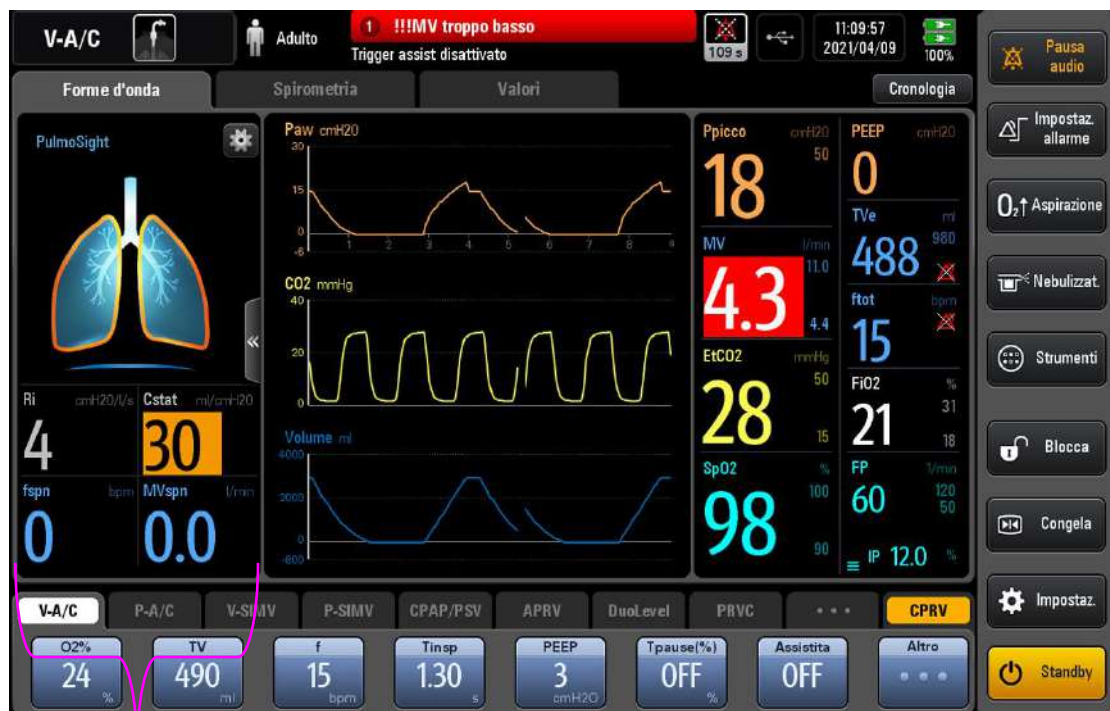 V-A/C
Adulto
1 !!!MV troppo basso
Trigger assist disattivato
109 s
11:09:57
2021/04/09
100%
Pausa audio
Forme d'onda Spirometria Valori
Cronologia
Impostaz. allarme
O₂↑ Aspirazione
Nebulizzat.
Strumenti
Blocca
Congela
Impostaz.
Standby
PulmoSight
«
Ri cmH20/l/s
4
Cstat ml/cmH20
30
fspn bpm
0
MVspn l/min
0.0
Paw cmH20
30
15
0
-6
1 2 3 4 5 6 7 8 9
CO2 mmHg
40
20
0
Volume ml
4000
2000
0
-800
Ppicco cmH20
50
18
PEEP cmH20
0
MV l/min
11.0
4.3
4.4
TVe ml
980
488
ftot bpm
15
EtCO2 mmHg
50
28
15
FiO2 %
31
21
18
SpO2 %
100
98
90
FP 1/min
120
60
50
IP 12.0 %
V-A/C P-A/C V-SIMV P-SIMV CPAP/PSV APRV DuoLevel PRVC ... CPRV
O2%
24
%
TV
490
ml
f
15
bpm
Tinsp
1.30
s
PEEP
3
cmH2O
Tpause(%)
OFF
%
Assistita
OFF
Altro
...